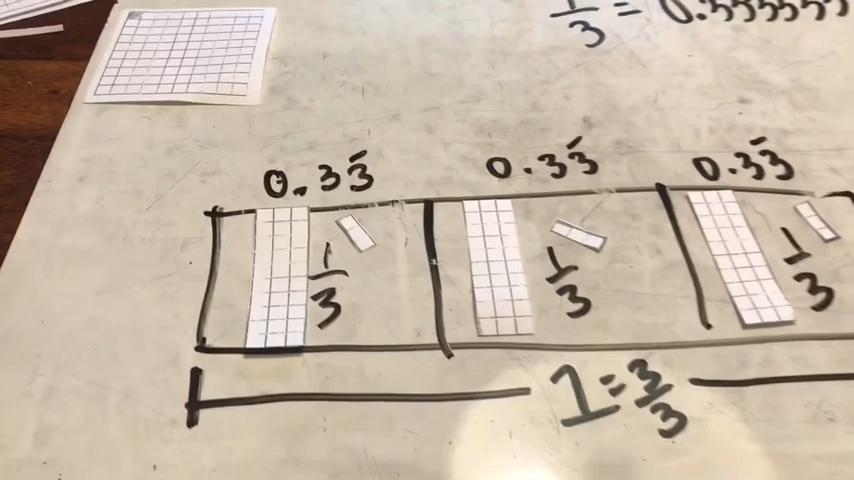 1/3 = 0.333333
0.33̄ 0.33̄ 0.33̄
1/3 1/3 1/3
1 = 3/3